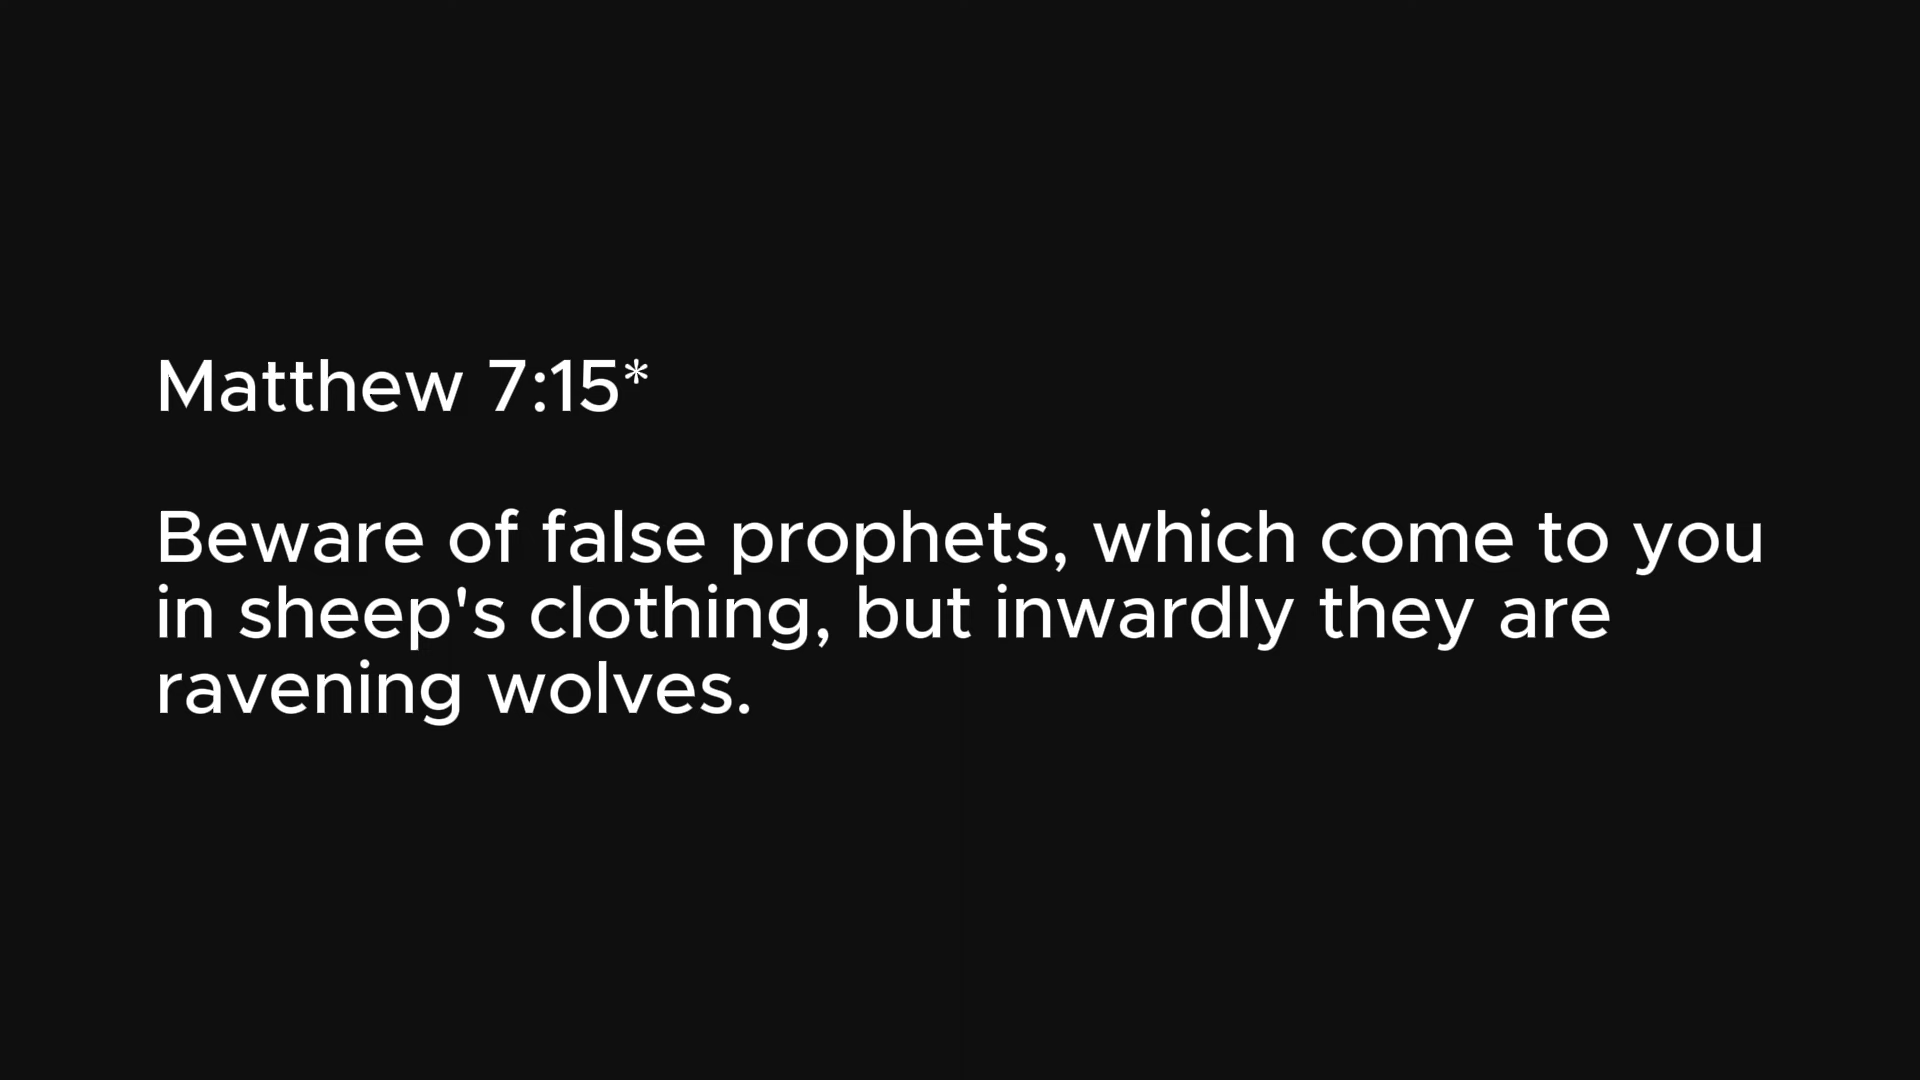 Matthew 7:15*
Beware of false prophets, which come to you
in sheep's clothing, but inwardly they are
ravening wolves.